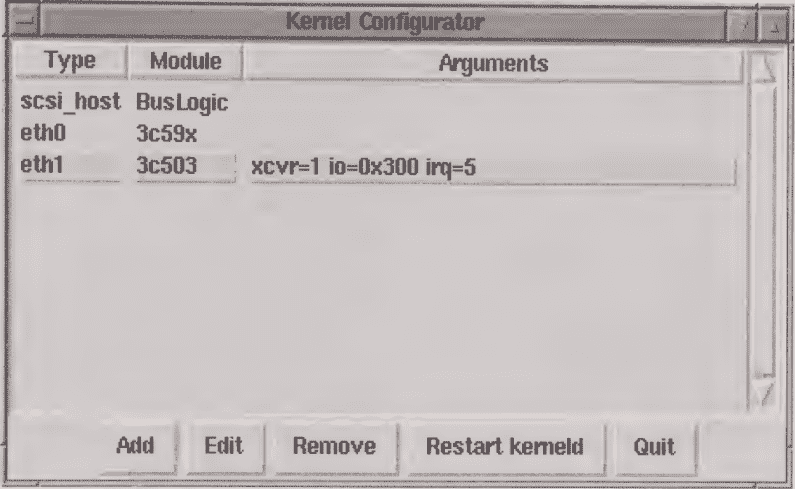 Kernel Configurator
Type Module Arguments
scsi_host BusLogic
eth0 3c59x
eth1 3c503 xcvr=1 io=0x300 irq=5
Add Edit Remove Restart kerneld Quit